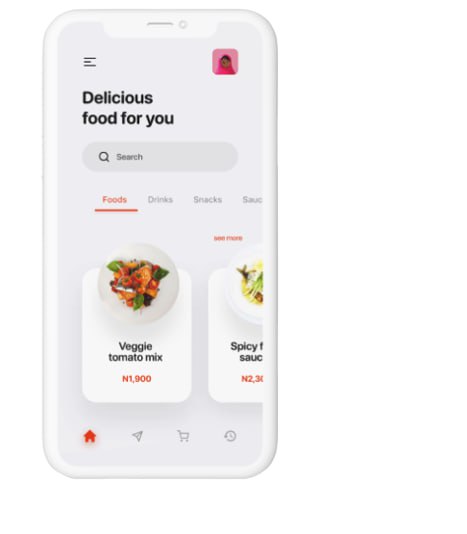 Delicious
food for you
Search
Foods Drinks Snacks Sauc
see more
Veggie
tomato mix
N1,900
Spicy f
sauc
N2,30